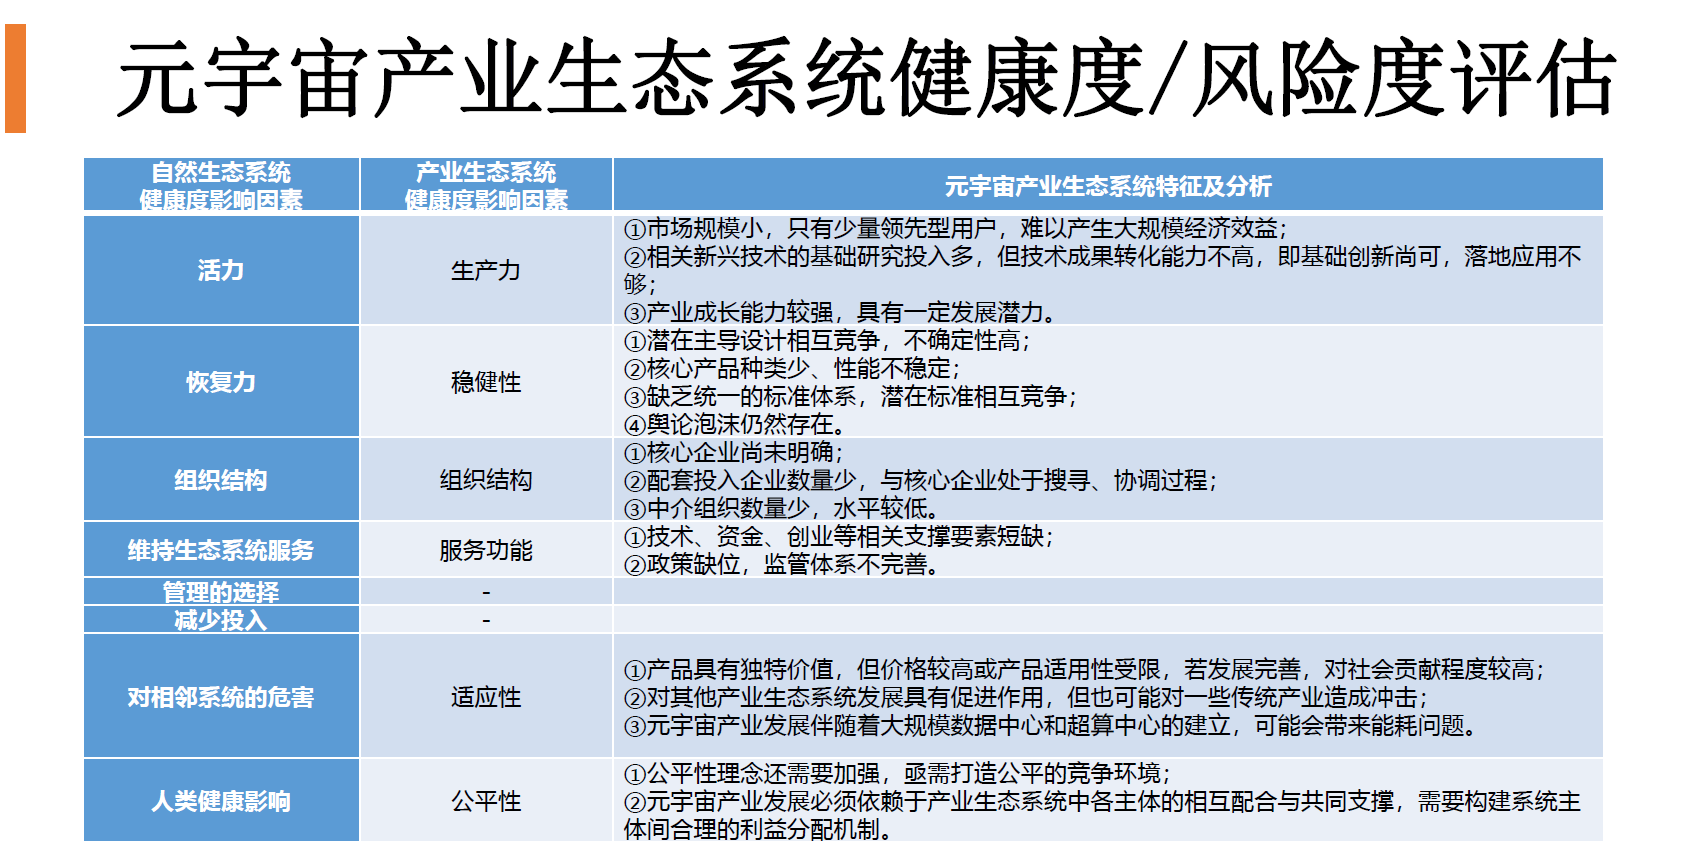 元宇宙产业生态系统健康度/风险度评估
自然生态系统
健康度影响因素
产业生态系统
健康度影响因素
元宇宙产业生态系统特征及分析
活力
生产力
①市场规模小，只有少量领先型用户，难以产生大规模经济效益；
②相关新兴技术的基础研究投入多，但技术成果转化能力不高，即基础创新尚可，落地应用不
够；
③产业成长能力较强，具有一定发展潜力。
恢复力
稳健性
①潜在主导设计相互竞争，不确定性高；
②核心产品种类少、性能不稳定；
③缺乏统一的标准体系，潜在标准相互竞争；
④舆论泡沫仍然存在。
组织结构
组织结构
①核心企业尚未明确；
②配套投入企业数量少，与核心企业处于搜寻、协调过程；
③中介组织数量少，水平较低。
维持生态系统服务
服务功能
①技术、资金、创业等相关支撑要素短缺；
②政策缺位，监管体系不完善。
管理的选择
-
减少投入
-
对相邻系统的危害
适应性
①产品具有独特价值，但价格较高或产品适用性受限，若发展完善，对社会贡献程度较高；
②对其他产业生态系统发展具有促进作用，但也可能对一些传统产业造成冲击；
③元宇宙产业发展伴随着大规模数据中心和超算中心的建立，可能会带来能耗问题。
人类健康影响
公平性
①公平性理念还需要加强，亟需打造公平的竞争环境；
②元宇宙产业发展必须依赖于产业生态系统中各主体的相互配合与共同支撑，需要构建系统主
体间合理的利益分配机制。